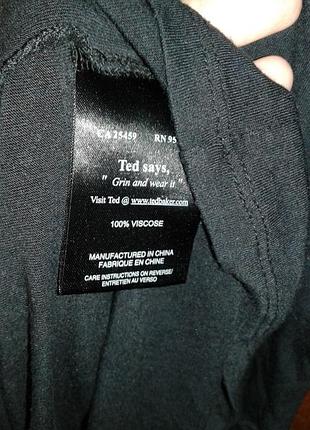 CA 25459 RN 95
Ted says,
" Grin and wear it "
Visit Ted @ www.tedbaker.com
100% VISCOSE
MANUFACTURED IN CHINA
FABRIQUE EN CHINE
CARE INSTRUCTIONS ON REVERSE/
ENTRETIEN AU VERSO